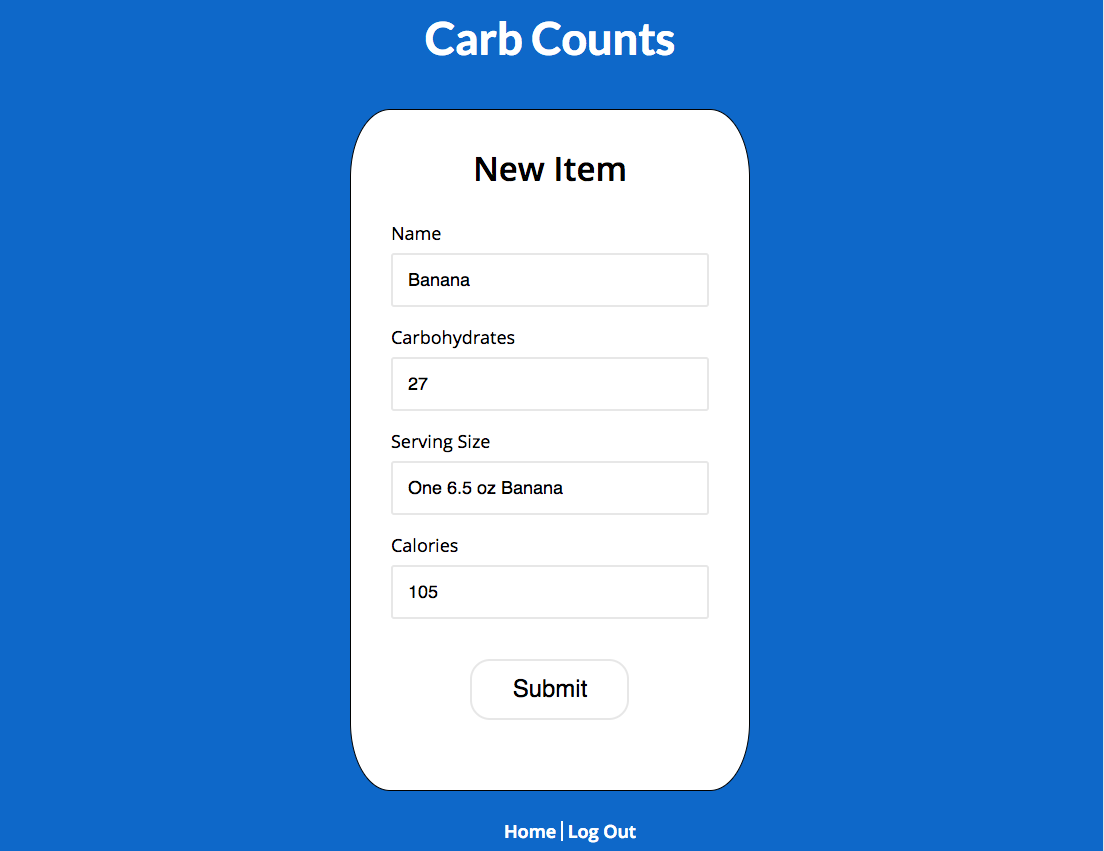 Carb Counts
New Item
Name
Banana
Carbohydrates
27
Serving Size
One 6.5 oz Banana
Calories
105
Submit
Home | Log Out